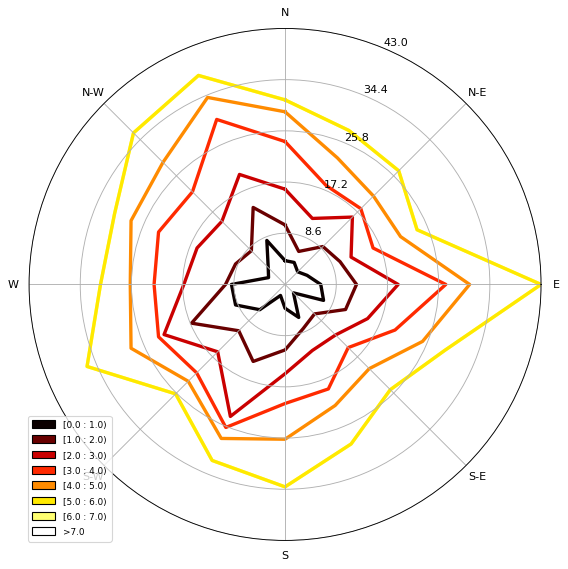 N
43.0
N-W
34.4
N-E
25.8
17.2
8.6
W
E
[0.0 : 1.0)
[1.0 : 2.0)
[2.0 : 3.0)
[3.0 : 4.0)
[4.0 : 5.0)
[5.0 : 6.0)
[6.0 : 7.0)
>7.0
S-W
S-E
S